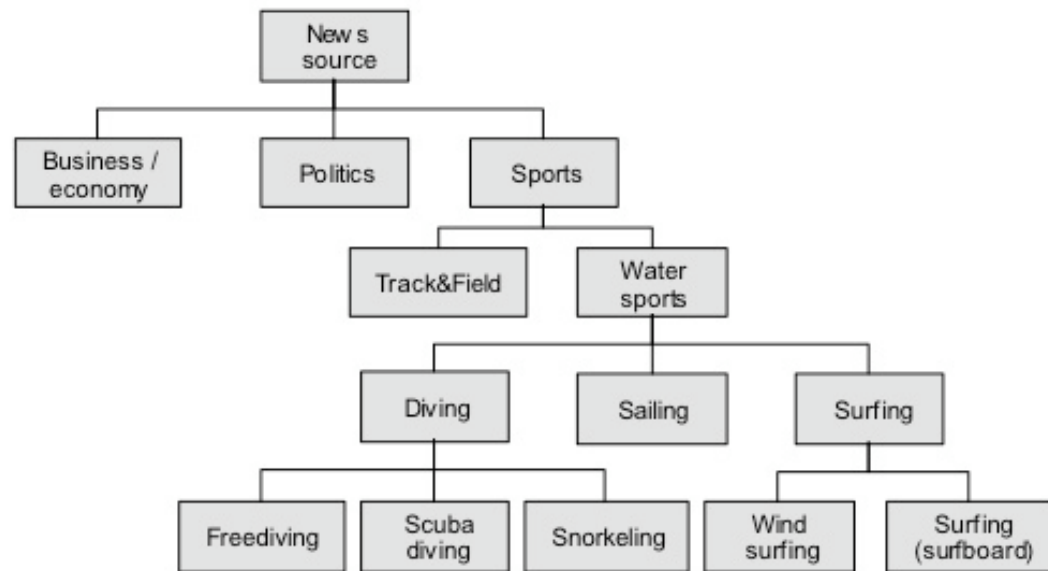 News
source
Business /
economy
Politics
Sports
Track&Field
Water
sports
Diving
Sailing
Surfing
Freediving
Scuba
diving
Snorkeling
Wind
surfing
Surfing
(surfboard)